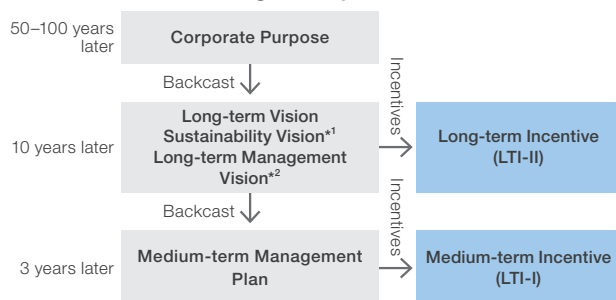 50–100 years
later
Corporate Purpose
Backcast
Incentives
10 years later
Long-term Vision
Sustainability Vision*1
Long-term Management
Vision*2
Long-term Incentive
(LTI-II)
Backcast
Incentives
3 years later
Medium-term Management
Plan
Medium-term Incentive
(LTI-I)